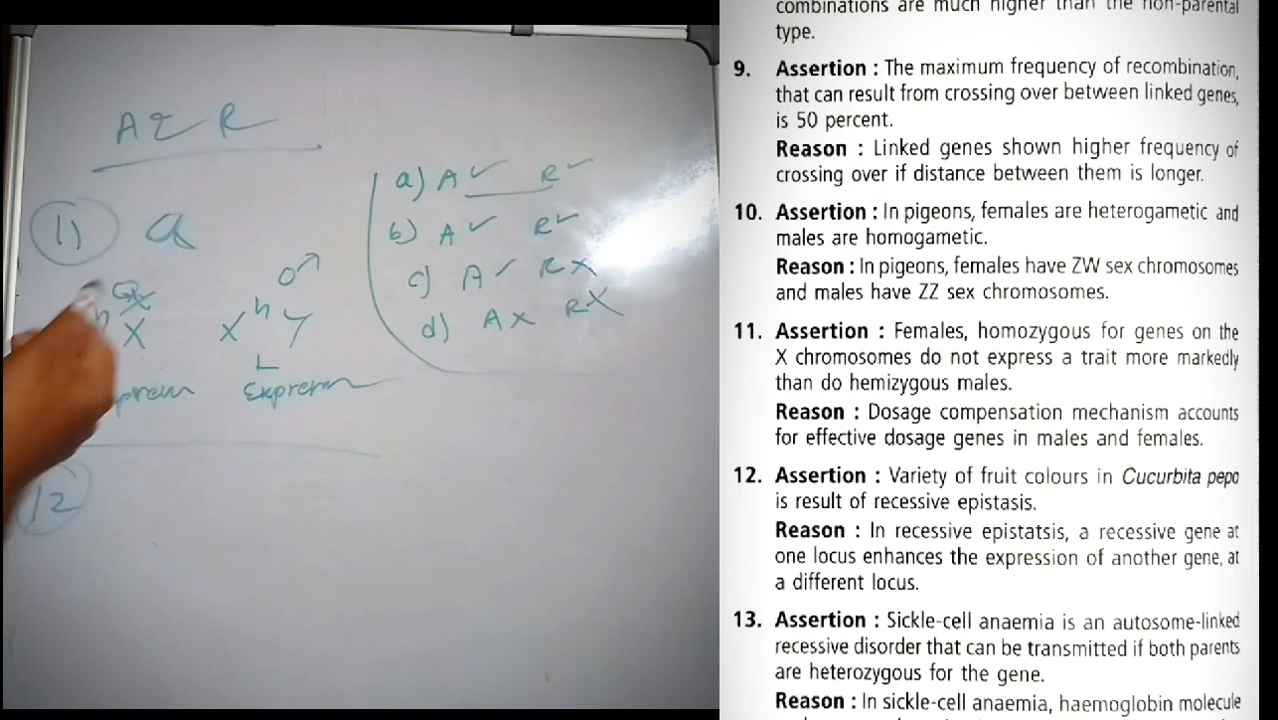 A & R
11) a
a) A ✓ R ✓
b) A ✓ R ✓
c) A ✓ R X
d) A X R X
♂
X
X h Y
Expression
12
combinations are much higher than the non-parental
type.
9. Assertion : The maximum frequency of recombination,
that can result from crossing over between linked genes,
is 50 percent.
Reason : Linked genes shown higher frequency of
crossing over if distance between them is longer.
10. Assertion : In pigeons, females are heterogametic and
males are homogametic.
Reason : In pigeons, females have ZW sex chromosomes
and males have ZZ sex chromosomes.
11. Assertion : Females, homozygous for genes on the
X chromosomes do not express a trait more markedly
than do hemizygous males.
Reason : Dosage compensation mechanism accounts
for effective dosage genes in males and females.
12. Assertion : Variety of fruit colours in Cucurbita pepo
is result of recessive epistasis.
Reason : In recessive epistatsis, a recessive gene at
one locus enhances the expression of another gene, at
a different locus.
13. Assertion : Sickle-cell anaemia is an autosome-linked
recessive disorder that can be transmitted if both parents
are heterozygous for the gene.
Reason : In sickle-cell anaemia, haemoglobin molecule